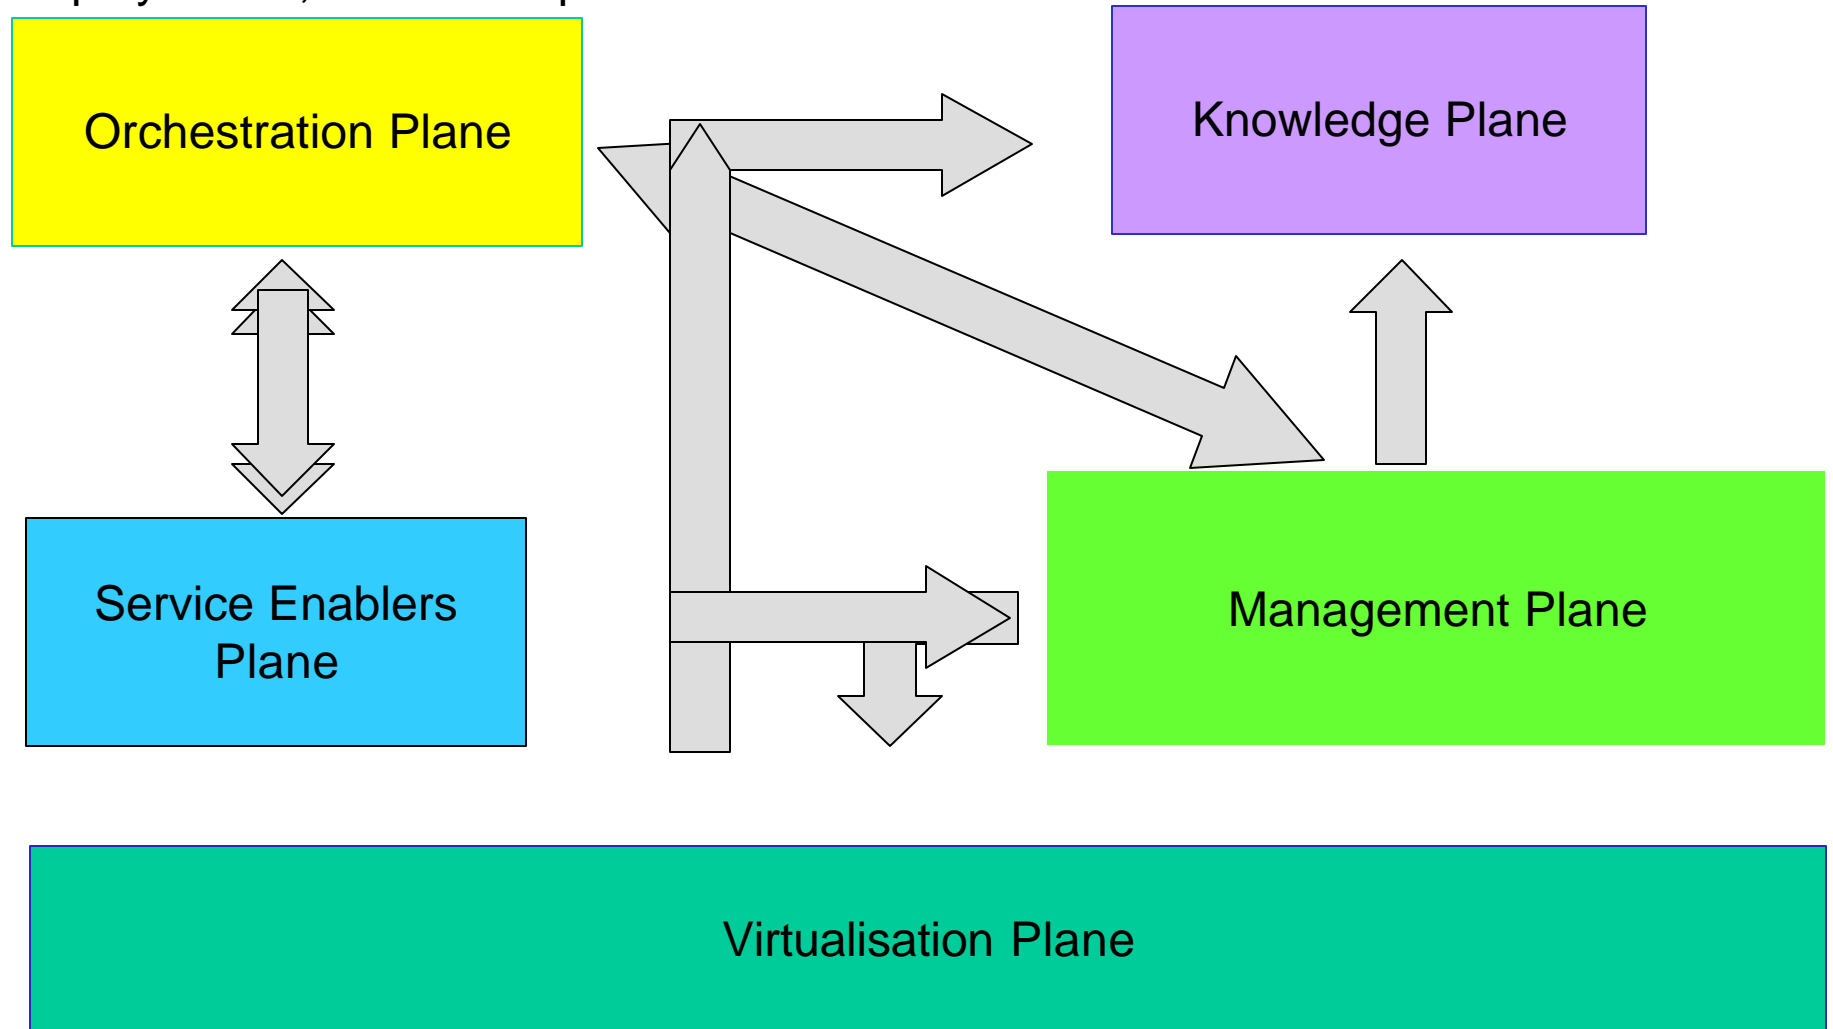 Orchestration Plane
Knowledge Plane
Service Enablers
Plane
Management Plane
Virtualisation Plane